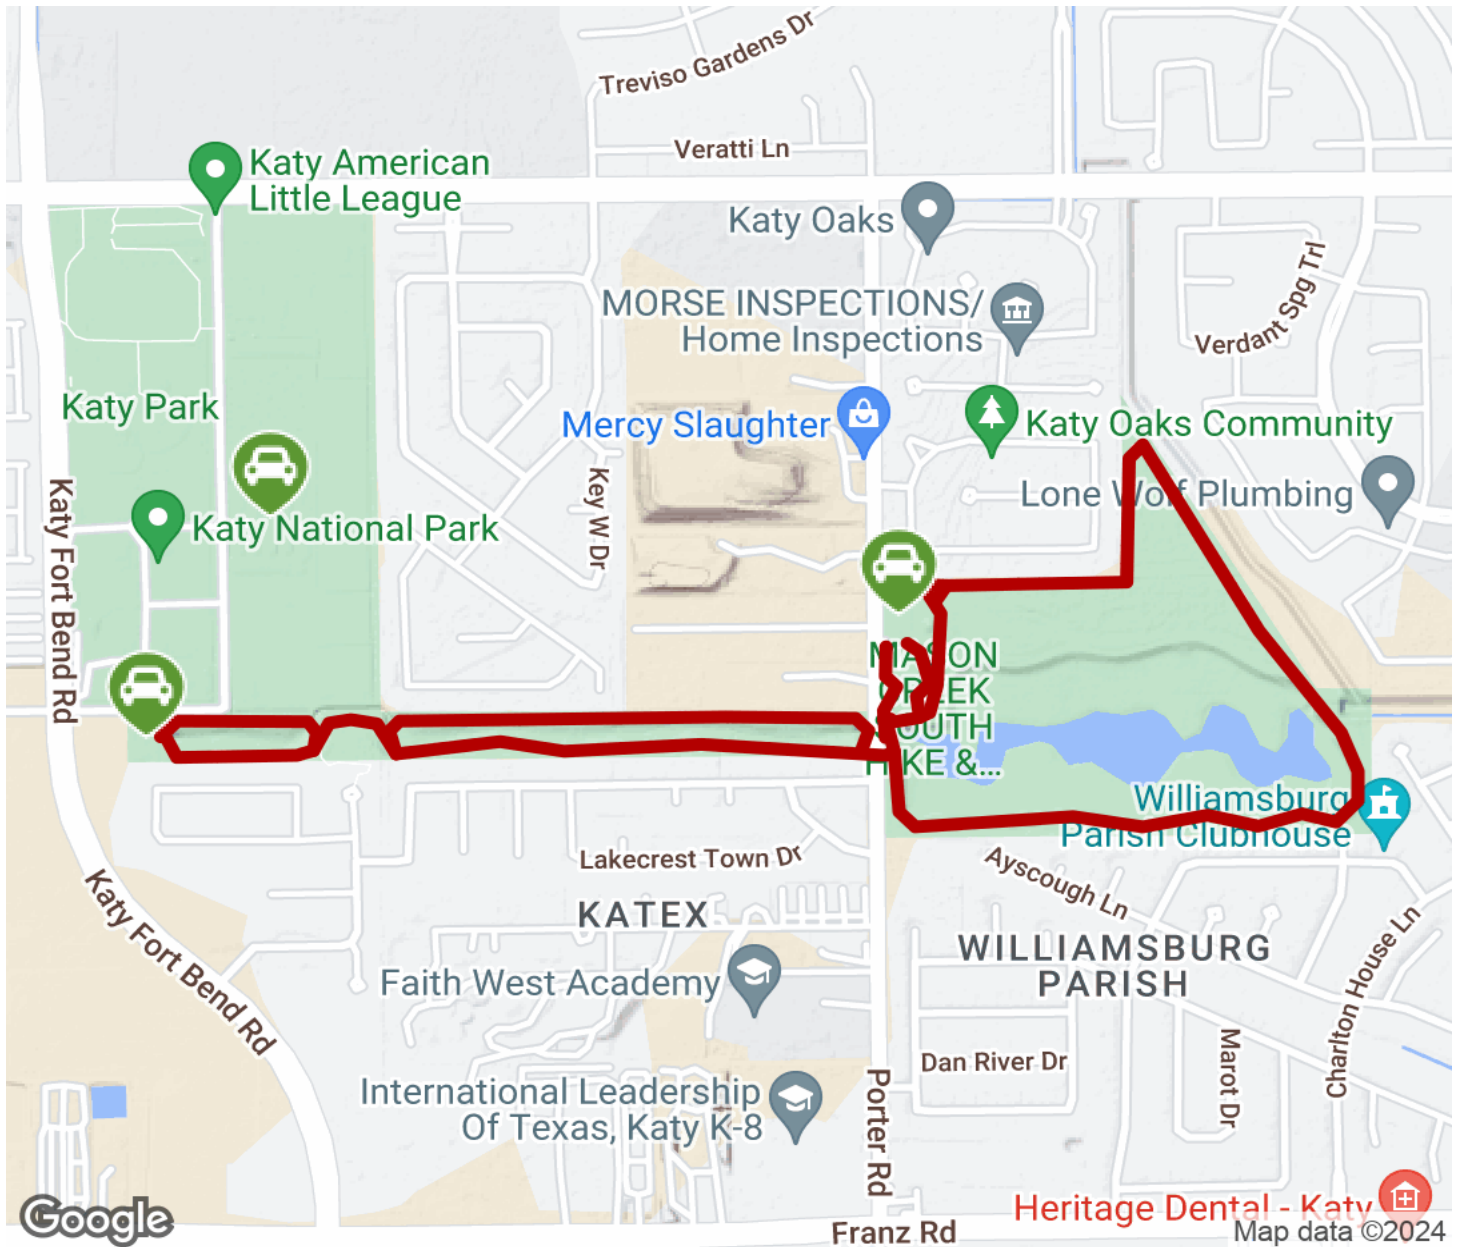 Treviso Gardens Dr
Veratti Ln
Katy American
Little League
Katy Oaks
Verdant Spg Trl
MORSE INSPECTIONS/
Home Inspections
Katy Park
Mercy Slaughter
Katy Oaks Community
Key W Dr
Lone Wolf Plumbing
Katy National Park
Katy Fort Bend Rd
MASON
CREEK
SOUTH
HIKE &...
Williamsburg
Parish Clubhouse
Lakecrest Town Dr
Ayscough Ln
Katy Fort Bend Rd
KATEX
WILLIAMSBURG
PARISH
Charlton House Ln
Faith West Academy
Dan River Dr
Marot Dr
International Leadership
Of Texas, Katy K-8
Porter Rd
Heritage Dental - Katy
Google
Franz Rd
Map data ©2024